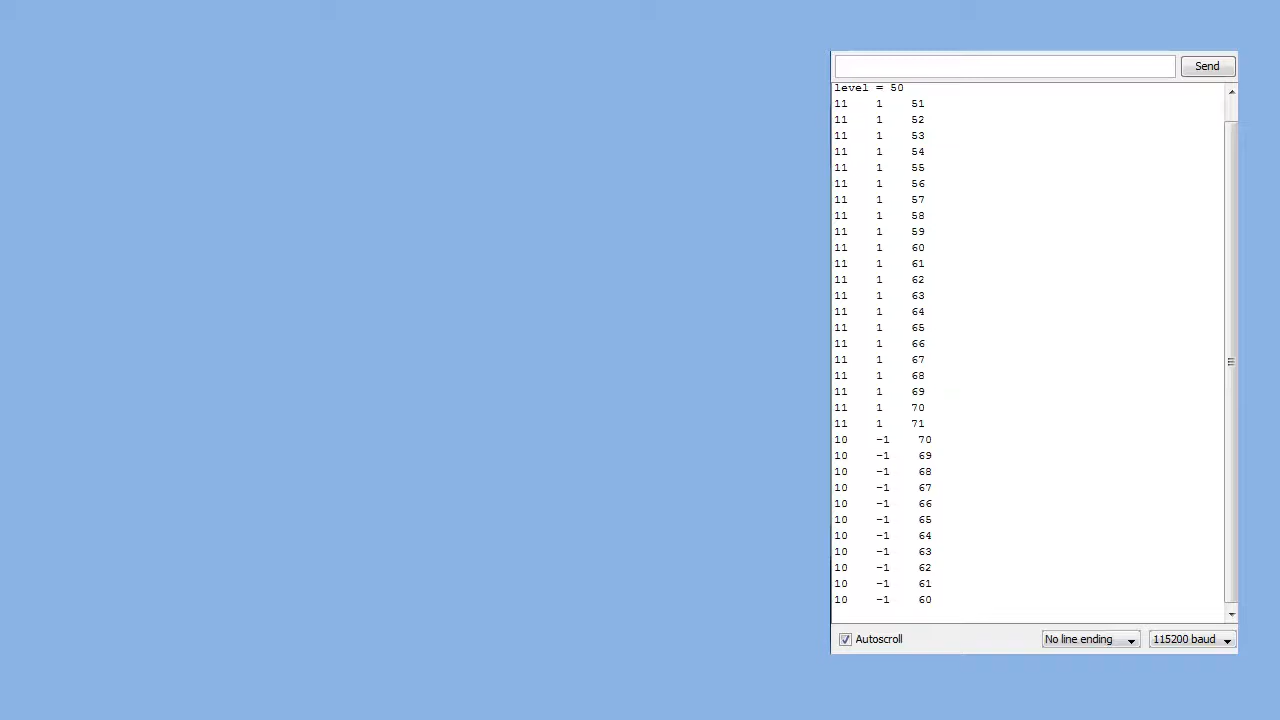 Send
level = 50
11 1 51
11 1 52
11 1 53
11 1 54
11 1 55
11 1 56
11 1 57
11 1 58
11 1 59
11 1 60
11 1 61
11 1 62
11 1 63
11 1 64
11 1 65
11 1 66
11 1 67
11 1 68
11 1 69
11 1 70
11 1 71
10 -1 70
10 -1 69
10 -1 68
10 -1 67
10 -1 66
10 -1 65
10 -1 64
10 -1 63
10 -1 62
10 -1 61
10 -1 60
Autoscroll No line ending 115200 baud